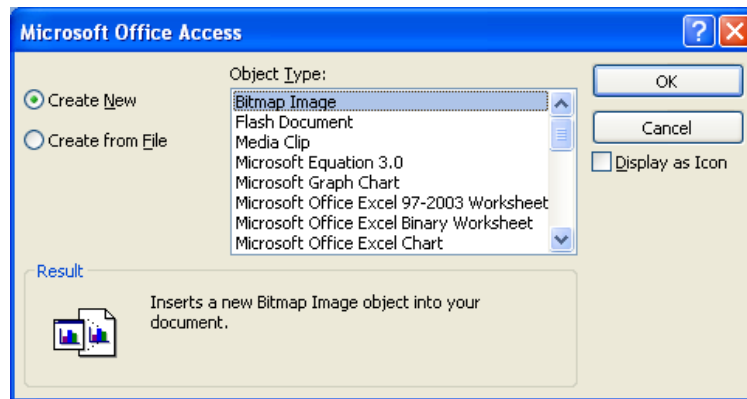 Microsoft Office Access
Object Type:
Create New
Create from File
Bitmap Image
Flash Document
Media Clip
Microsoft Equation 3.0
Microsoft Graph Chart
Microsoft Office Excel 97-2003 Worksheet
Microsoft Office Excel Binary Worksheet
Microsoft Office Excel Chart
OK
Cancel
Display as Icon
Result
Inserts a new Bitmap Image object into your
document.